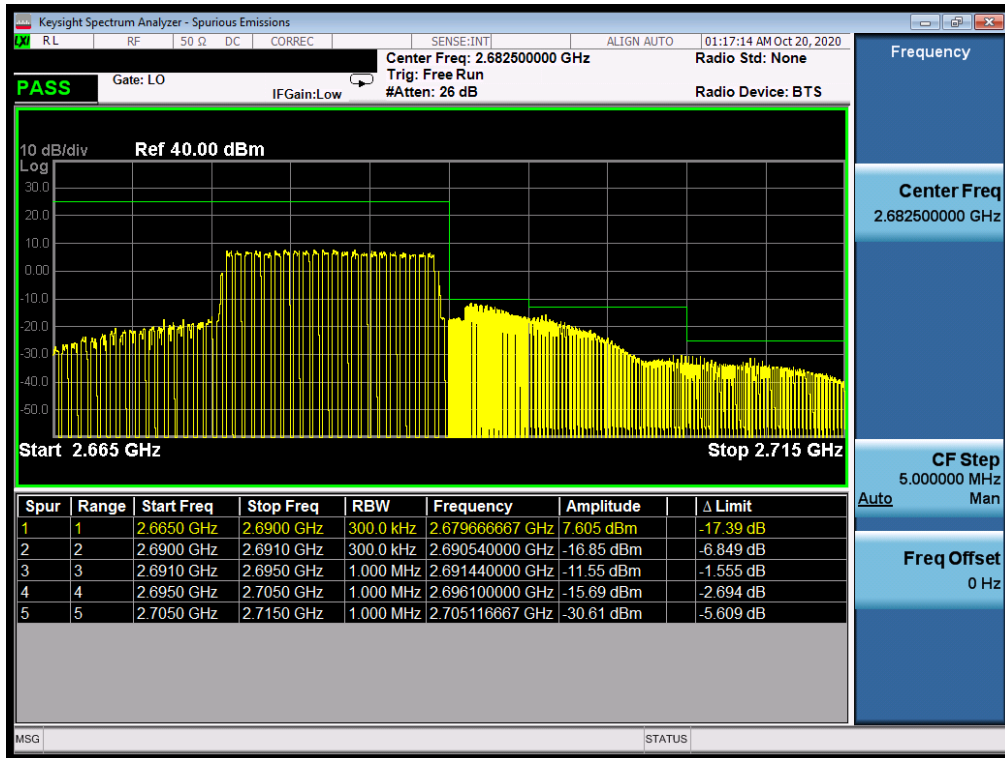 Keysight Spectrum Analyzer - Spurious Emissions
LXI RL RF 50 Ω DC CORREC SENSE:INT ALIGN AUTO 01:17:14 AM Oct 20, 2020
Center Freq: 2.682500000 GHz Radio Std: None
PASS Gate: LO Trig: Free Run
IFGain:Low #Atten: 26 dB Radio Device: BTS
10 dB/div Ref 40.00 dBm
Log
30.0
20.0
10.0
0.00
-10.0
-20.0
-30.0
-40.0
-50.0
Start 2.665 GHz Stop 2.715 GHz
Spur Range Start Freq Stop Freq RBW Frequency Amplitude Δ Limit
1 1 2.6650 GHz 2.6900 GHz 300.0 kHz 2.679666667 GHz 7.605 dBm -17.39 dB
2 2 2.6900 GHz 2.6910 GHz 300.0 kHz 2.690540000 GHz -16.85 dBm -6.849 dB
3 3 2.6910 GHz 2.6950 GHz 1.000 MHz 2.691440000 GHz -11.55 dBm -1.555 dB
4 4 2.6950 GHz 2.7050 GHz 1.000 MHz 2.696100000 GHz -15.69 dBm -2.694 dB
5 5 2.7050 GHz 2.7150 GHz 1.000 MHz 2.705116667 GHz -30.61 dBm -5.609 dB
MSG STATUS
Frequency
Center Freq
2.682500000 GHz
CF Step
5.000000 MHz
Auto Man
Freq Offset
0 Hz